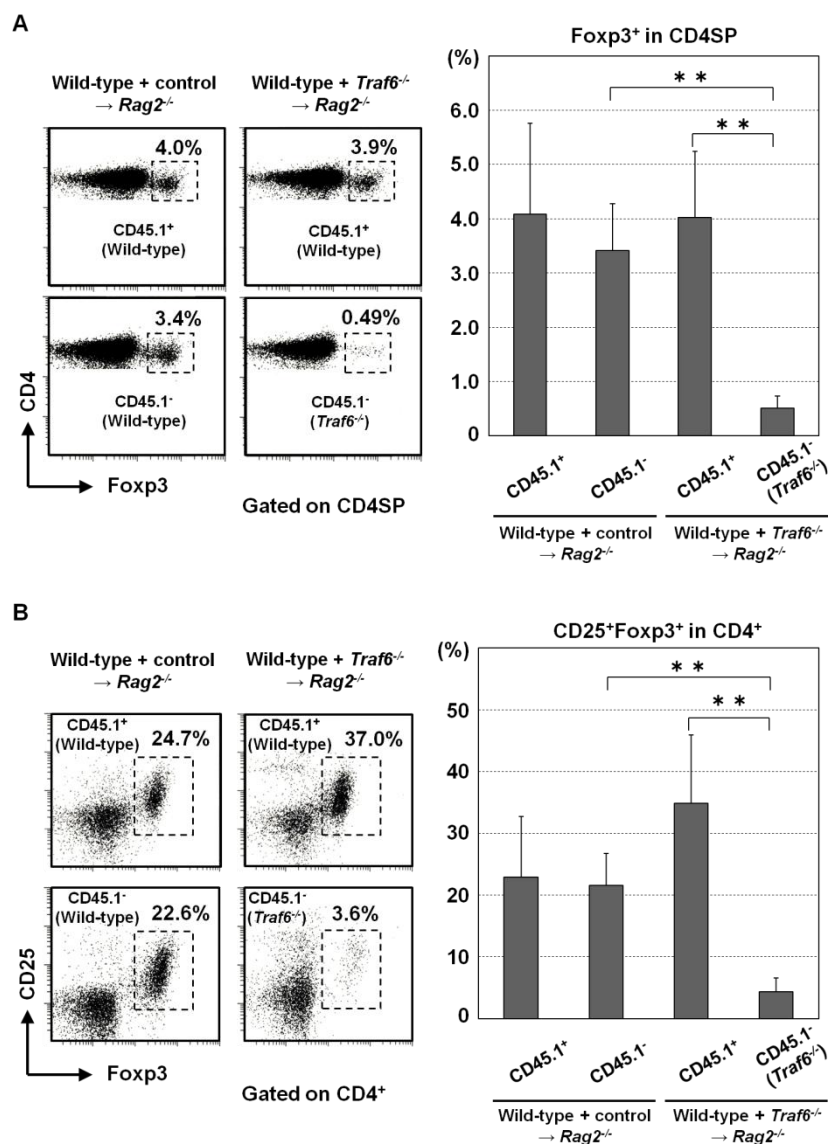 A
Wild-type + control
→ Rag2-/-
Wild-type + Traf6-/-
→ Rag2-/-
4.0%
CD45.1+
(Wild-type)
3.9%
CD45.1+
(Wild-type)
3.4%
CD45.1-
(Wild-type)
0.49%
CD45.1-
(Traf6-/-)
CD4
Foxp3
Gated on CD4SP
Foxp3+ in CD4SP
(%)
6.0
5.0
4.0
3.0
2.0
1.0
0
* *
* *
CD45.1+
CD45.1-
CD45.1+
CD45.1-
(Traf6-/-)
Wild-type + control
→ Rag2-/-
Wild-type + Traf6-/-
→ Rag2-/-
B
Wild-type + control
→ Rag2-/-
Wild-type + Traf6-/-
→ Rag2-/-
CD45.1+
(Wild-type) 24.7%
CD45.1+
(Wild-type) 37.0%
CD45.1-
(Wild-type) 22.6%
CD45.1-
(Traf6-/-) 3.6%
CD25
Foxp3
Gated on CD4+
CD25+Foxp3+ in CD4+
(%)
50
40
30
20
10
0
* *
* *
CD45.1+
CD45.1-
CD45.1+
CD45.1-
(Traf6-/-)
Wild-type + control
→ Rag2-/-
Wild-type + Traf6-/-
→ Rag2-/-